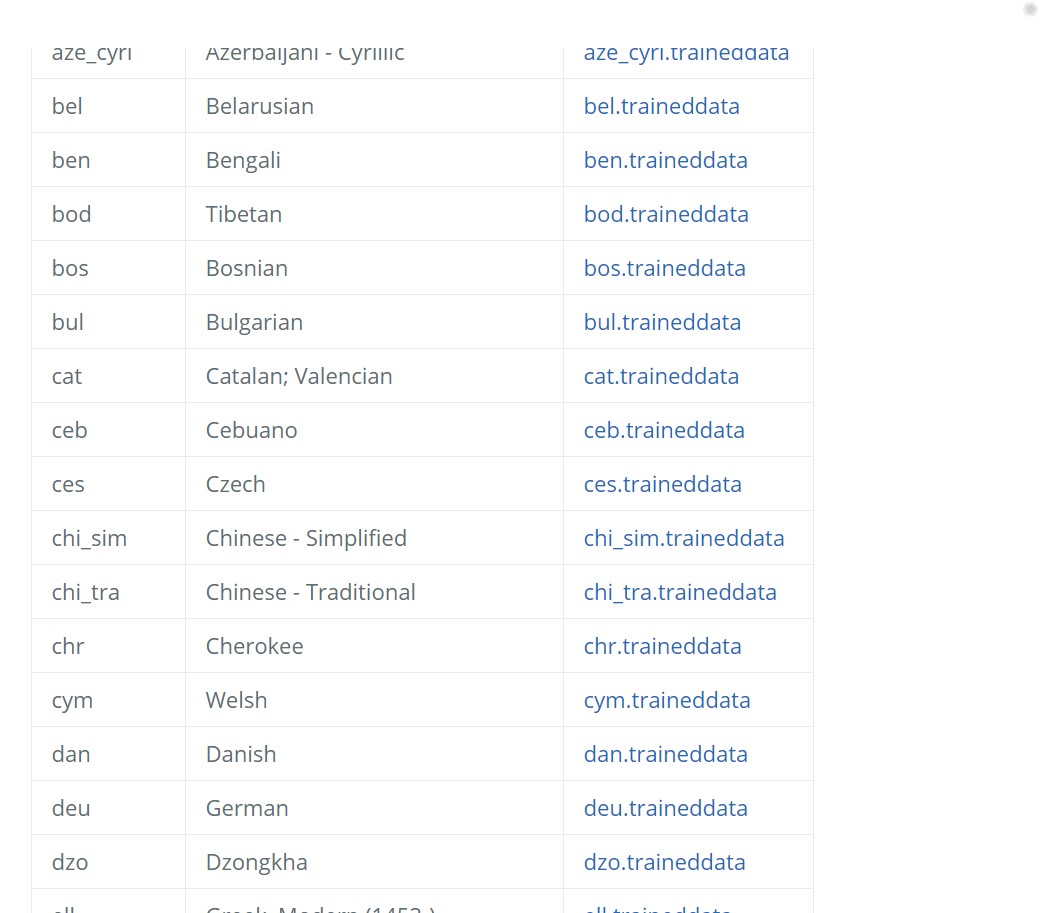 aze_cyrl Azerbaijani - Cyrillic aze_cyrl.traineddata
bel Belarusian bel.traineddata
ben Bengali ben.traineddata
bod Tibetan bod.traineddata
bos Bosnian bos.traineddata
bul Bulgarian bul.traineddata
cat Catalan; Valencian cat.traineddata
ceb Cebuano ceb.traineddata
ces Czech ces.traineddata
chi_sim Chinese - Simplified chi_sim.traineddata
chi_tra Chinese - Traditional chi_tra.traineddata
chr Cherokee chr.traineddata
cym Welsh cym.traineddata
dan Danish dan.traineddata
deu German deu.traineddata
dzo Dzongkha dzo.traineddata
ell Greek, Modern (1453-) ell.traineddata